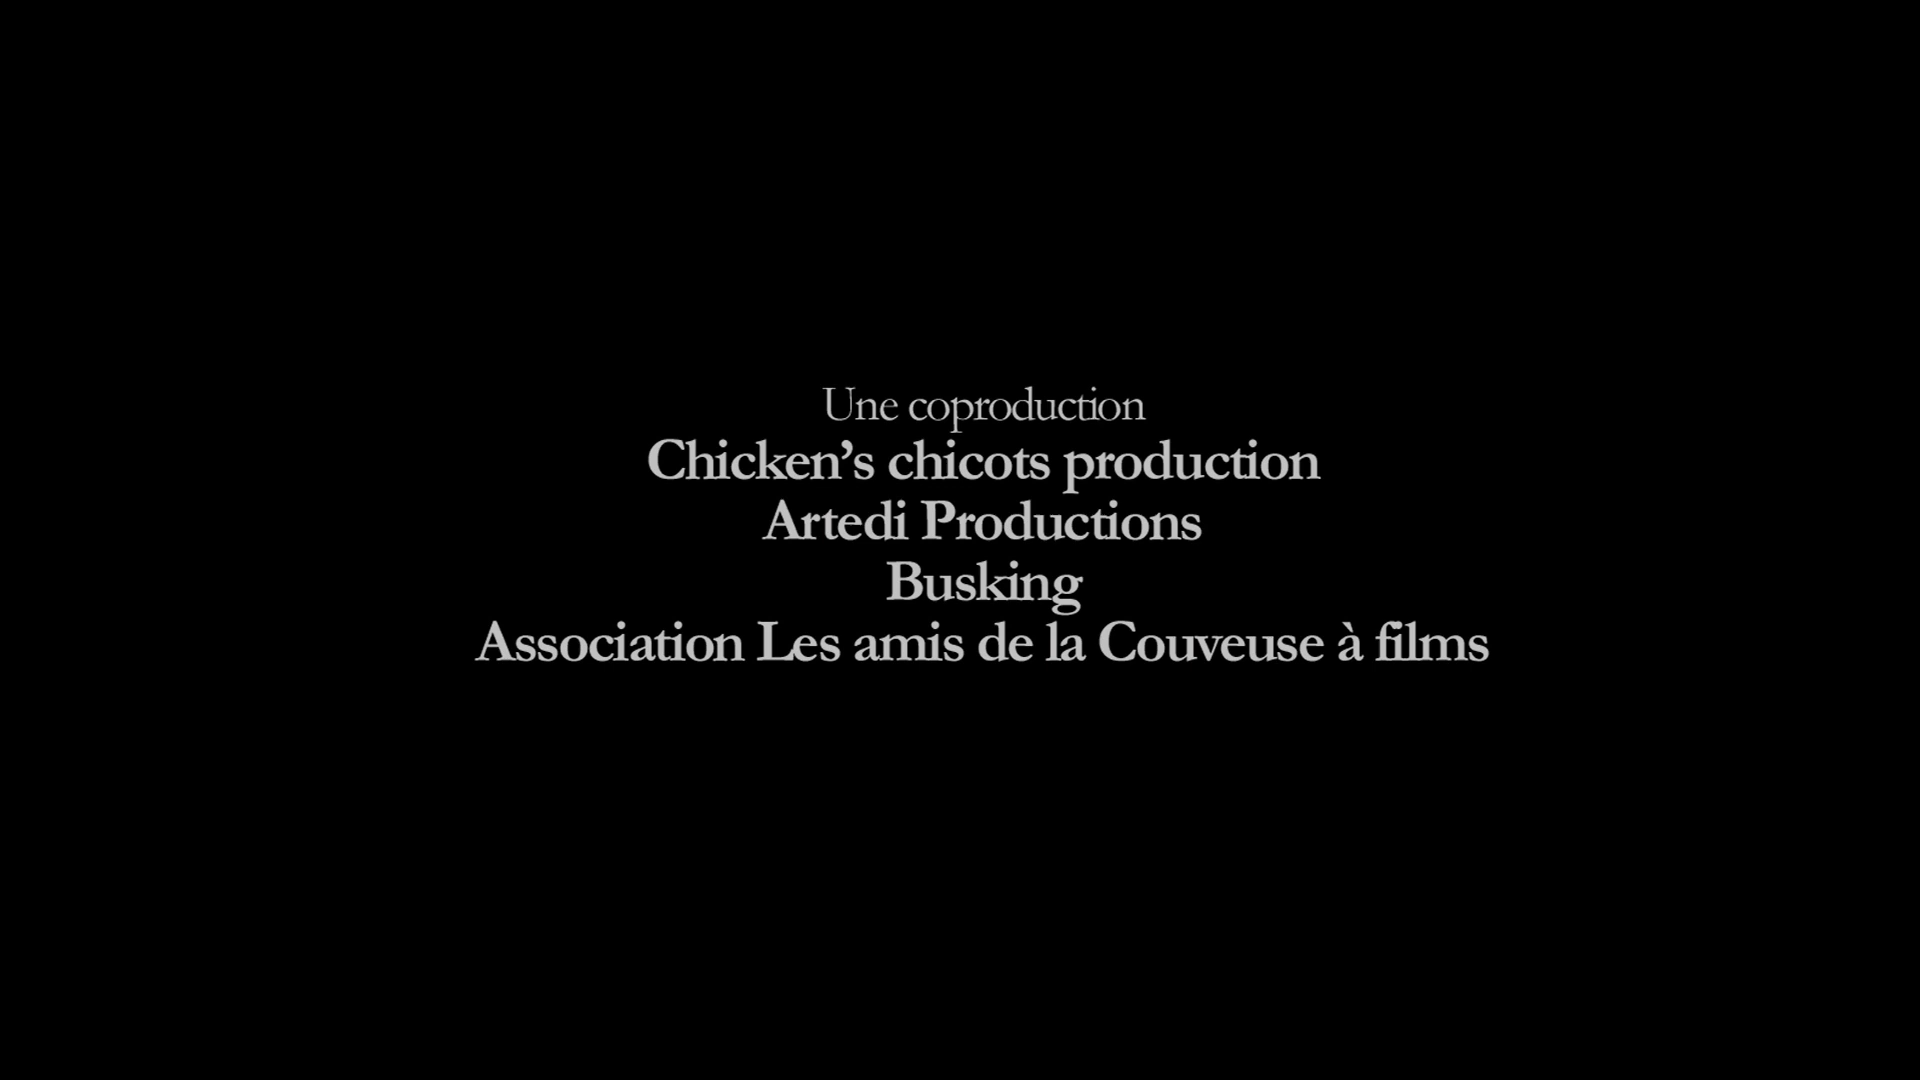 Une coproduction
Chicken’s chicots production
Artedi Productions
Busking
Association Les amis de la Couveuse à films